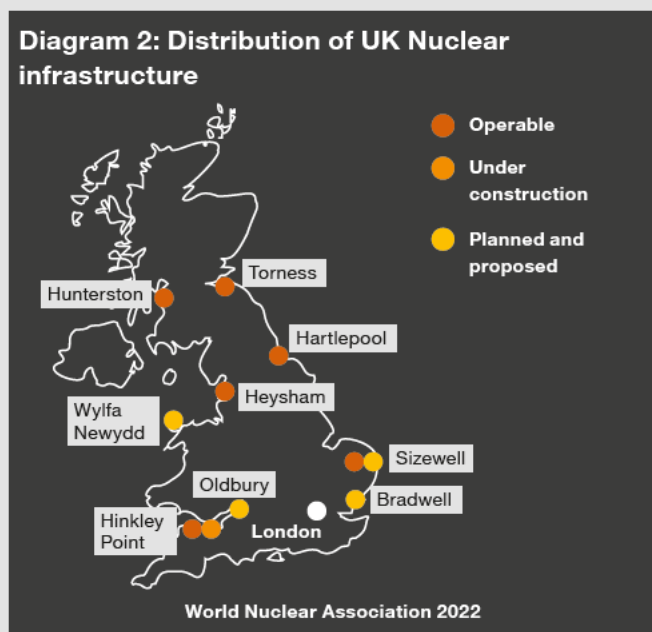 Diagram 2: Distribution of UK Nuclear
infrastructure
Operable
Under
construction
Planned and
proposed
Torness
Hunterston
Hartlepool
Heysham
Wylfa
Newydd
Sizewell
Oldbury
Bradwell
Hinkley
Point
London
World Nuclear Association 2022